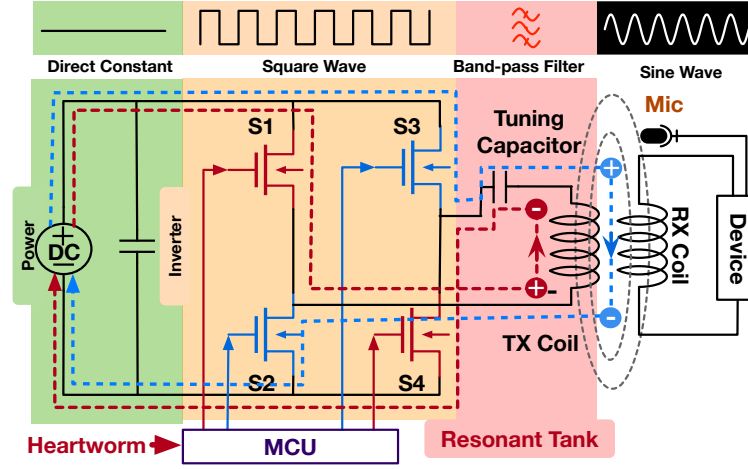 Direct Constant
Square Wave
Band-pass Filter
Sine Wave
Mic
Tuning
Capacitor
S1
S3
+
-
+
Power
DC
Inverter
RX Coil
Device
+
-
-
TX Coil
S2
S4
Heartworm
MCU
Resonant Tank